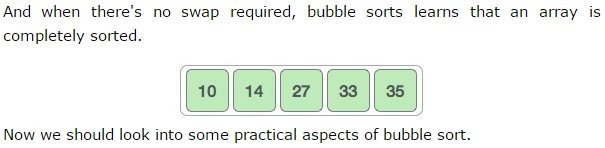 And when there's no swap required, bubble sorts learns that an array is
completely sorted.
10 14 27 33 35
Now we should look into some practical aspects of bubble sort.